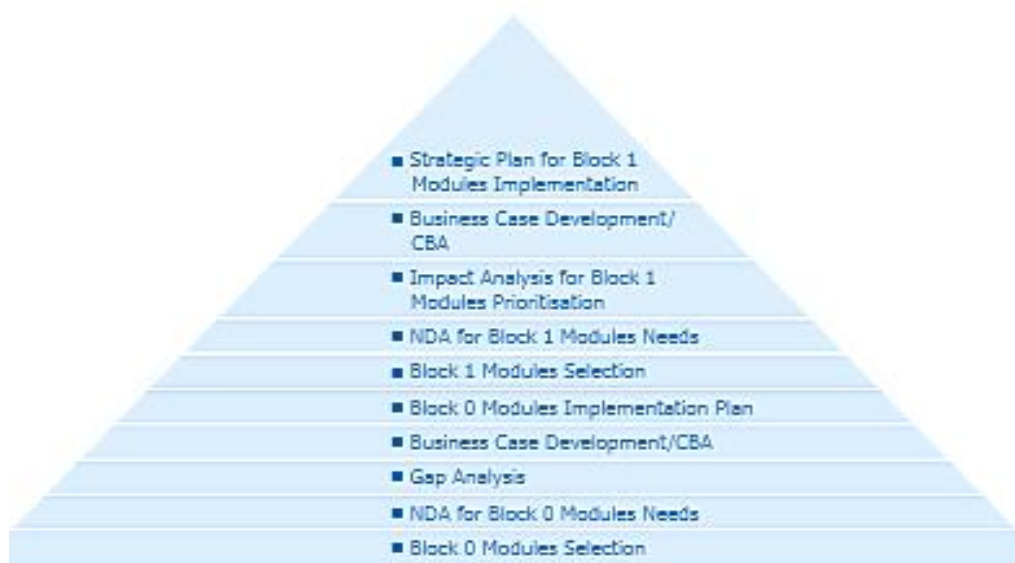 ■ Strategic Plan for Block 1
Modules Implementation
■ Business Case Development/
CBA
■ Impact Analysis for Block 1
Modules Prioritisation
■ NDA for Block 1 Modules Needs
■ Block 1 Modules Selection
■ Block 0 Modules Implementation Plan
■ Business Case Development/CBA
■ Gap Analysis
■ NDA for Block 0 Modules Needs
■ Block 0 Modules Selection